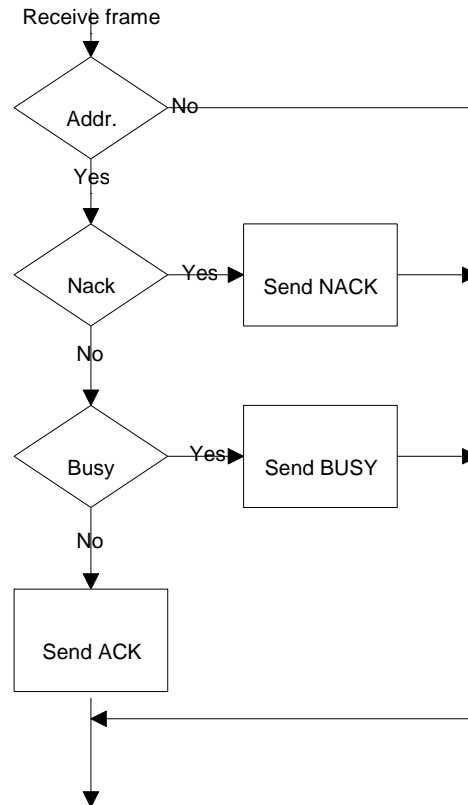 Receive frame
Addr.
No
Yes
Nack
Yes
Send NACK
No
Busy
Yes
Send BUSY
No
Send ACK